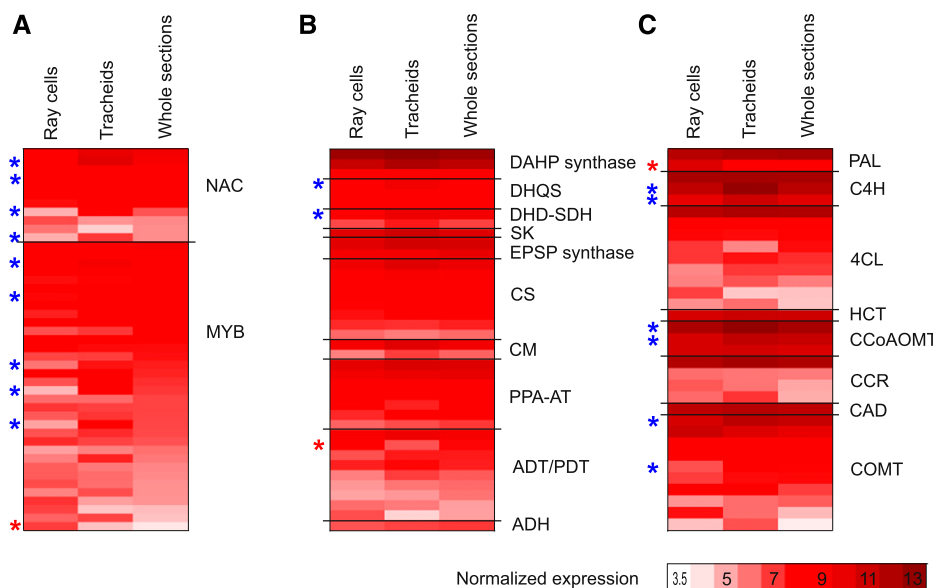 A
B
C
Ray cells
Tracheids
Whole sections
Ray cells
Tracheids
Whole sections
Ray cells
Tracheids
Whole sections
*
*
*
*
*
*
*
*
*
*
NAC
MYB
*
*
*
DAHP synthase
DHQS
DHD-SDH
SK
EPSP synthase
CS
CM
PPA-AT
ADT/PDT
ADH
*
*
*
*
*
*
*
PAL
C4H
4CL
HCT
CCoAOMT
CCR
CAD
COMT
Normalized expression 3.5 5 7 9 11 13